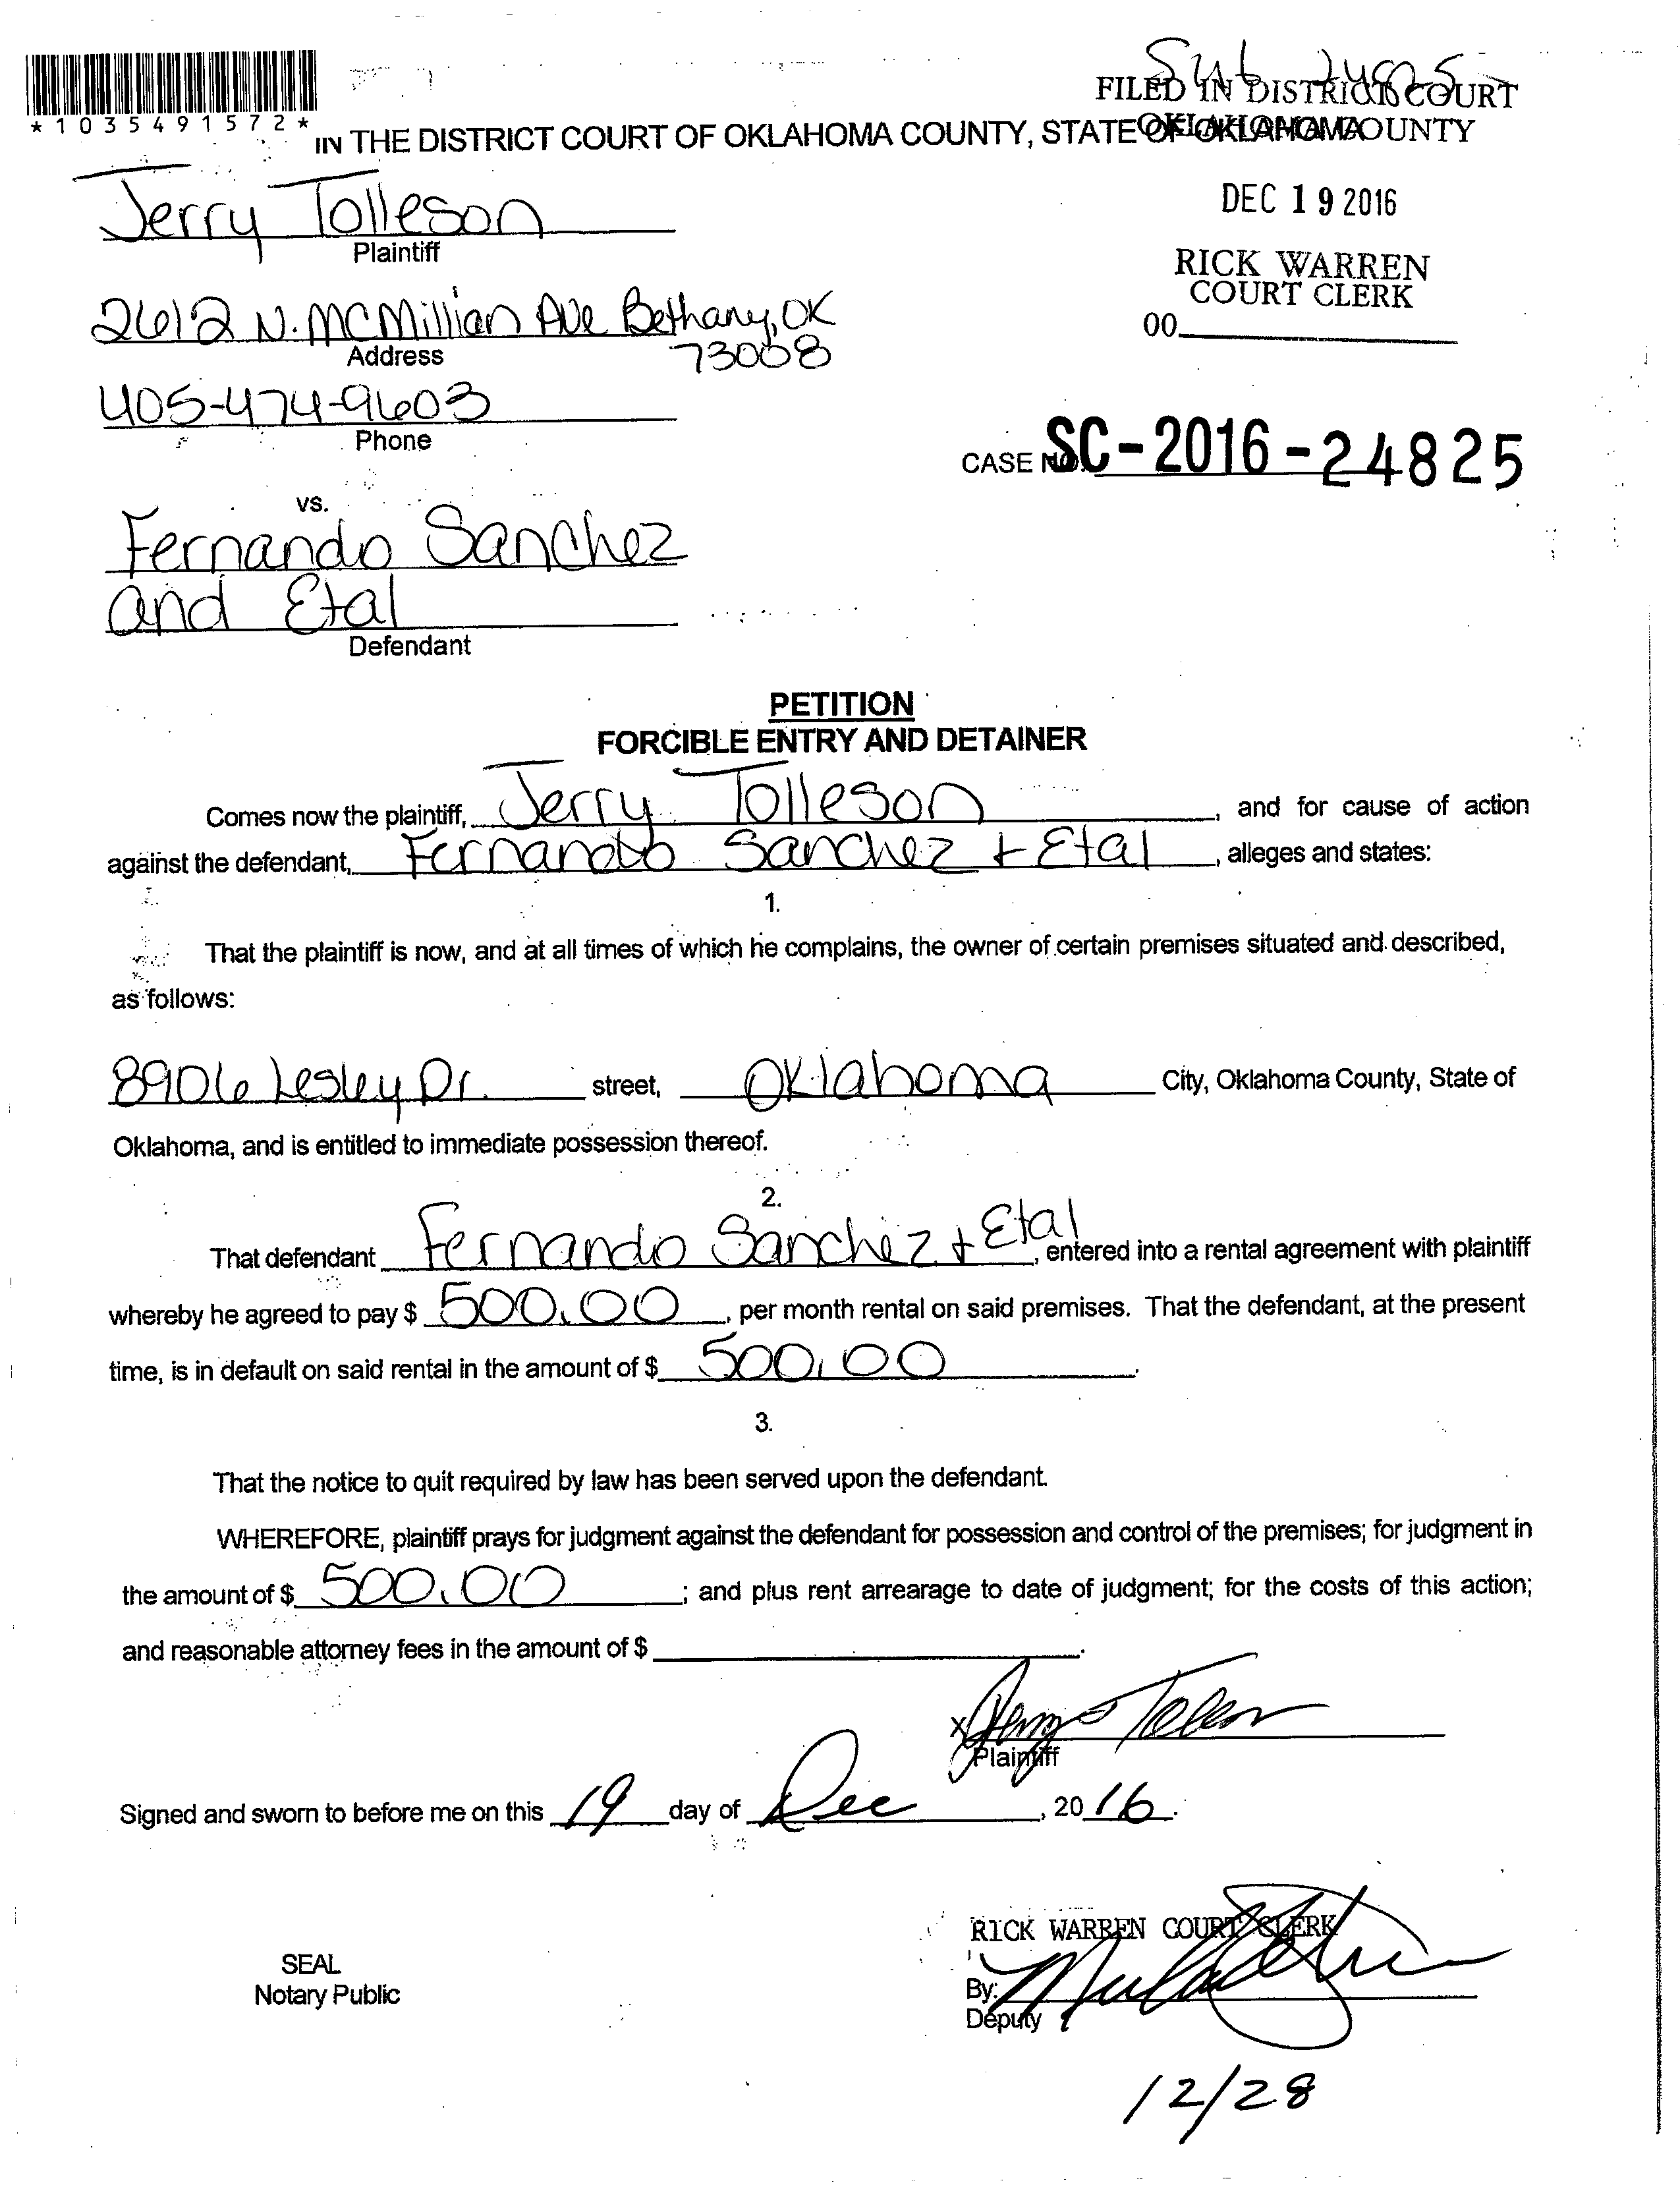 *1035491572*
FILED IN DISTRICT COURT
OKLAHOMA COUNTY
IN THE DISTRICT COURT OF OKLAHOMA COUNTY, STATE OF OKLAHOMA
DEC 19 2016
RICK WARREN
COURT CLERK
00
Jerry Tolleson
Plaintiff
2612 N. McMillian Ave Bethany, OK
73008
Address
405-474-9603
Phone
CASE NO. SC-2016-24825
vs.
Fernando Sanchez
and Etal
Defendant
PETITION
FORCIBLE ENTRY AND DETAINER
Comes now the plaintiff, Jerry Tolleson, and for cause of action
against the defendant, Fernando Sanchez + Etal, alleges and states:
1.
That the plaintiff is now, and at all times of which he complains, the owner of certain premises situated and described,
as follows:
8906 Lesley Dr. street, Oklahoma City, Oklahoma County, State of
Oklahoma, and is entitled to immediate possession thereof.
2.
That defendant Fernando Sanchez + Etal, entered into a rental agreement with plaintiff
whereby he agreed to pay $ 500.00, per month rental on said premises. That the defendant, at the present
time, is in default on said rental in the amount of $ 500.00.
3.
That the notice to quit required by law has been served upon the defendant.
WHEREFORE, plaintiff prays for judgment against the defendant for possession and control of the premises; for judgment in
the amount of $ 500.00; and plus rent arrearage to date of judgment; for the costs of this action;
and reasonable attorney fees in the amount of $ .
X
Plaintiff
Signed and sworn to before me on this 19 day of Dec, 2016.
RICK WARREN COURT CLERK
SEAL
Notary Public
By:
Deputy
12/28